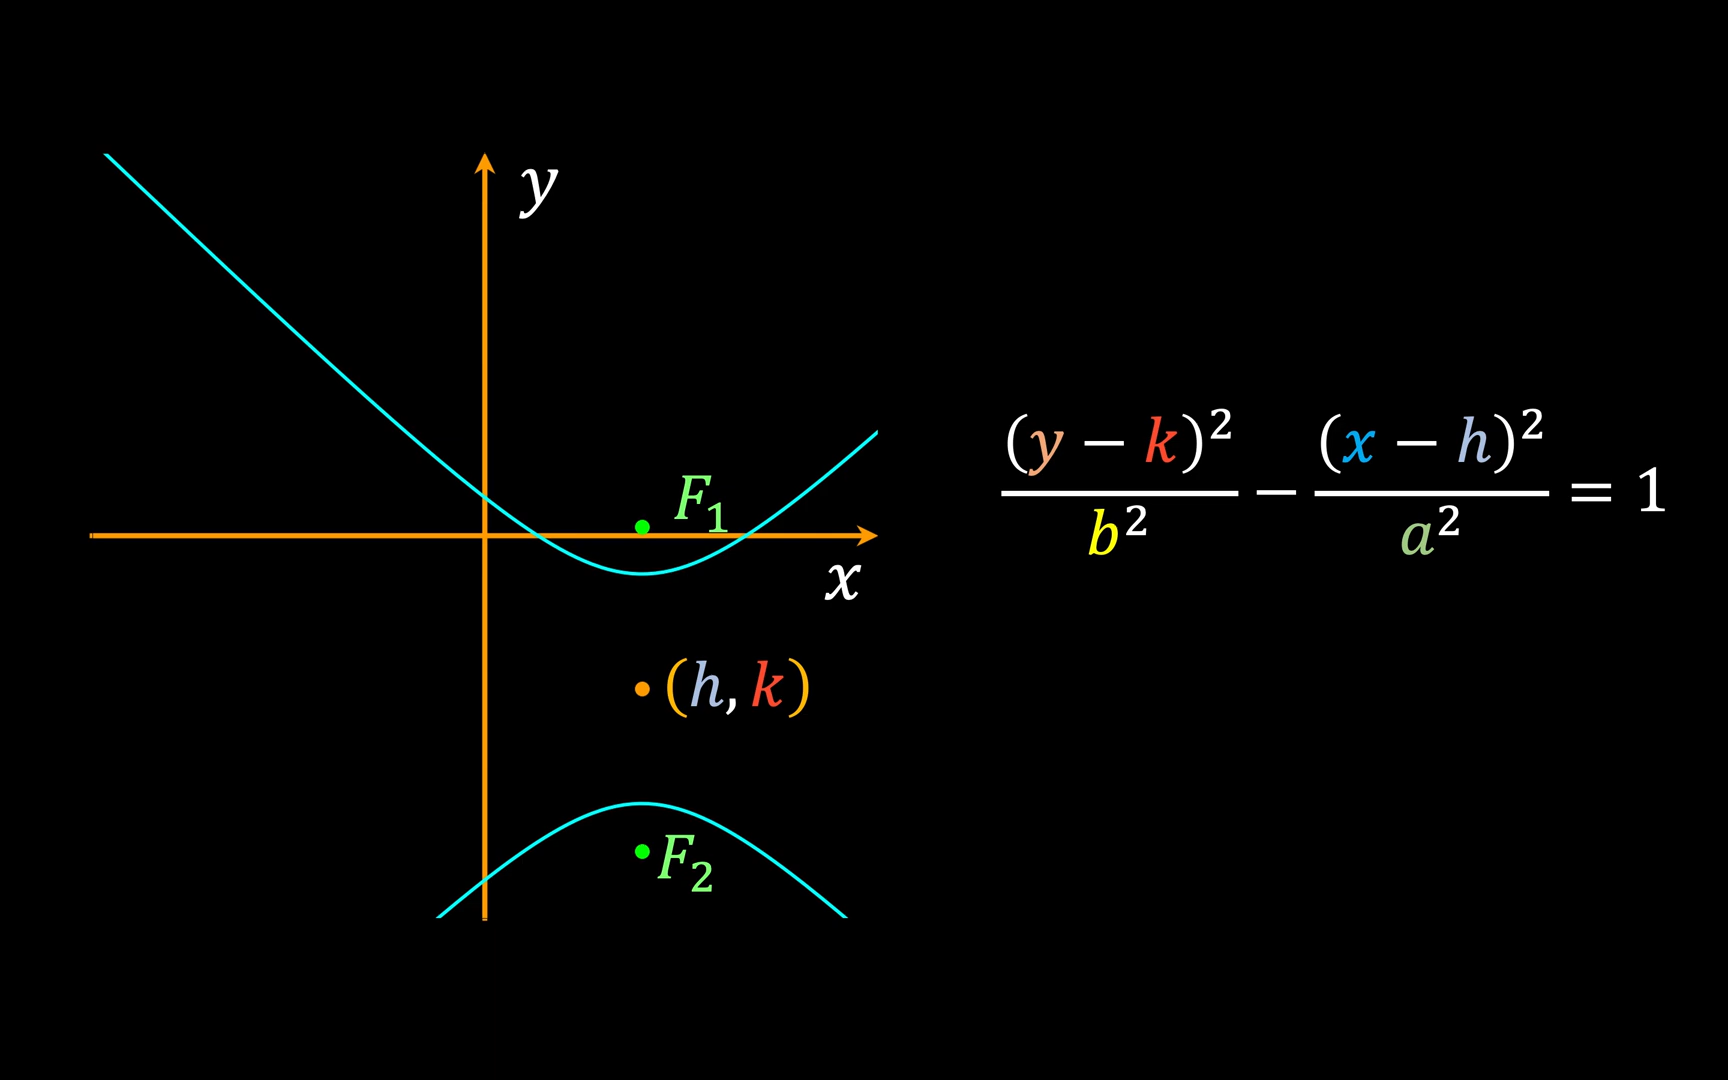 y
F₁
x
(h, k)
F₂
(y − k)²/b² − (x − h)²/a² = 1